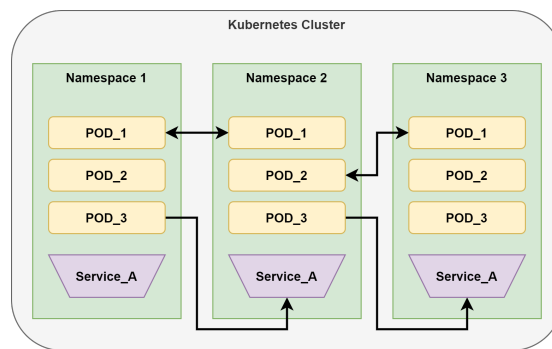 Kubernetes Cluster
Namespace 1
Namespace 2
Namespace 3
POD_1
POD_1
POD_1
POD_2
POD_2
POD_2
POD_3
POD_3
POD_3
Service_A
Service_A
Service_A